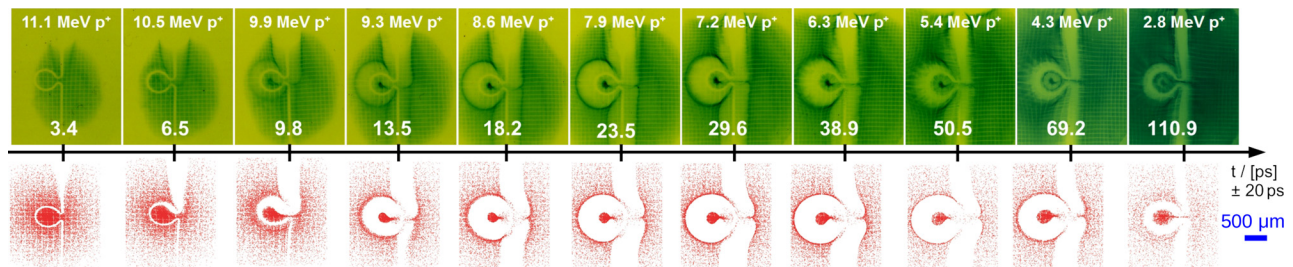 11.1 MeV p⁺ 10.5 MeV p⁺ 9.9 MeV p⁺ 9.3 MeV p⁺ 8.6 MeV p⁺ 7.9 MeV p⁺ 7.2 MeV p⁺ 6.3 MeV p⁺ 5.4 MeV p⁺ 4.3 MeV p⁺ 2.8 MeV p⁺
3.4 6.5 9.8 13.5 18.2 23.5 29.6 38.9 50.5 69.2 110.9
t / [ps]
± 20 ps
500 µm